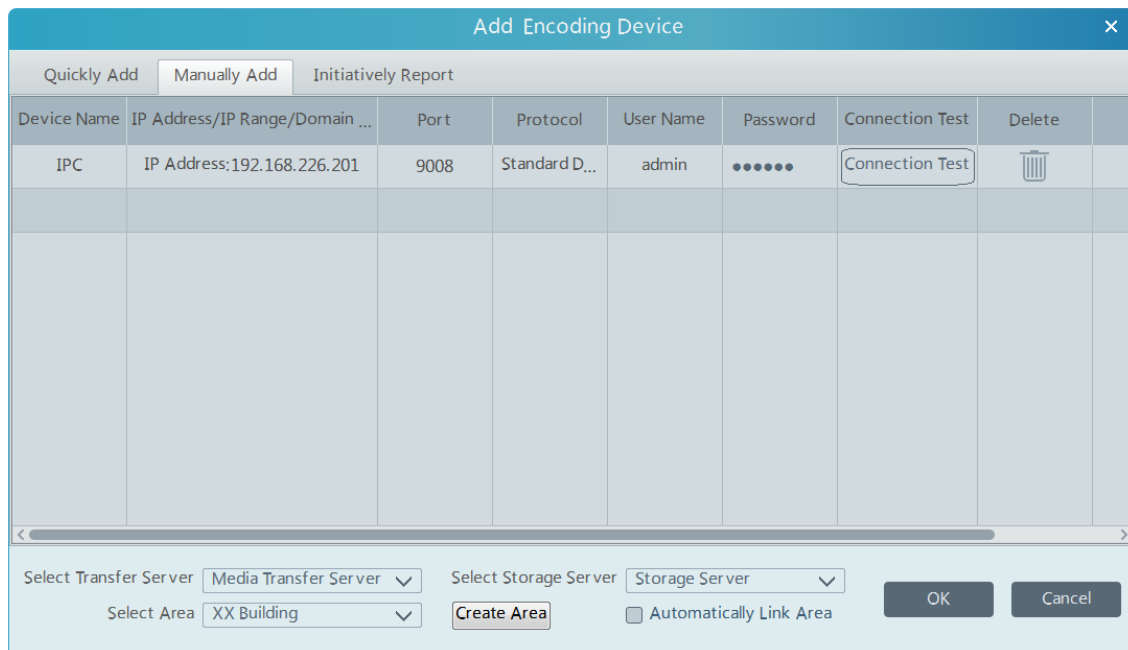 Add Encoding Device
Quickly Add Manually Add Initiatively Report
Device Name IP Address/IP Range/Domain ... Port Protocol User Name Password Connection Test Delete
IPC IP Address:192.168.226.201 9008 Standard D... admin ●●●●●● Connection Test
Select Transfer Server Media Transfer Server Select Storage Server Storage Server OK Cancel
Select Area XX Building Create Area Automatically Link Area